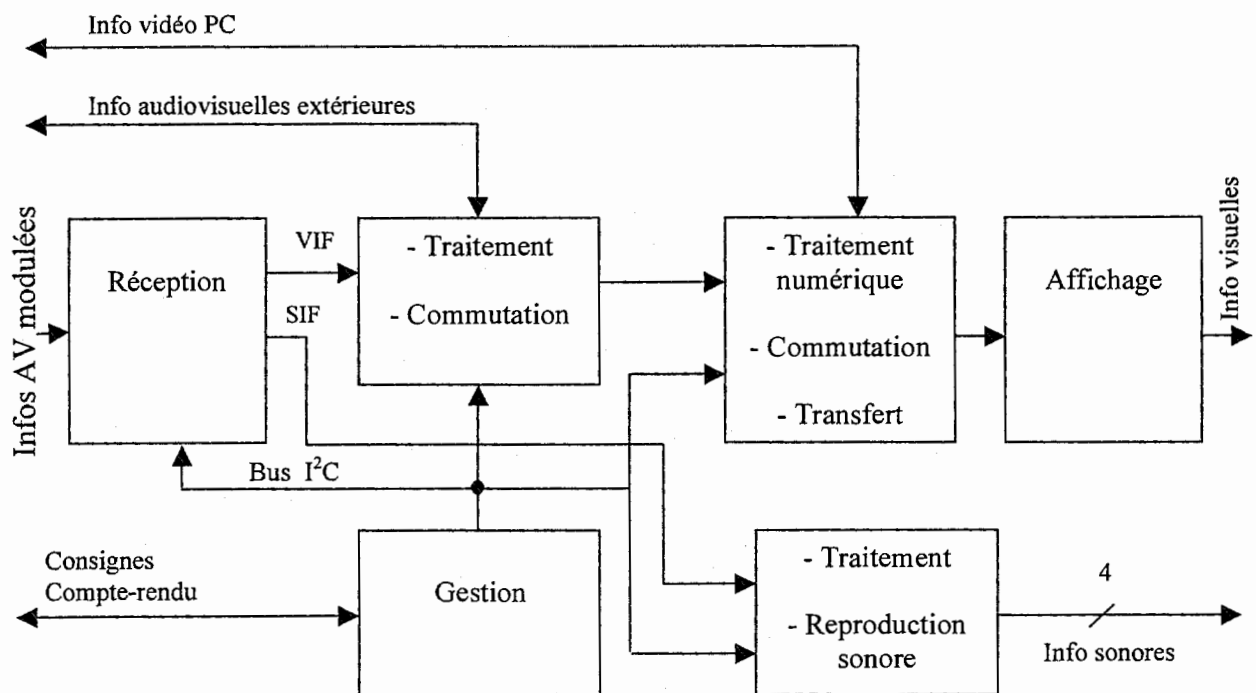 Info vidéo PC
Info audiovisuelles extérieures
Infos AV modulées
Réception
VIF
SIF
- Traitement
- Commutation
- Traitement
numérique
- Commutation
- Transfert
Affichage
Info visuelles
Bus I²C
Consignes
Compte-rendu
Gestion
- Traitement
- Reproduction
sonore
4
Info sonores